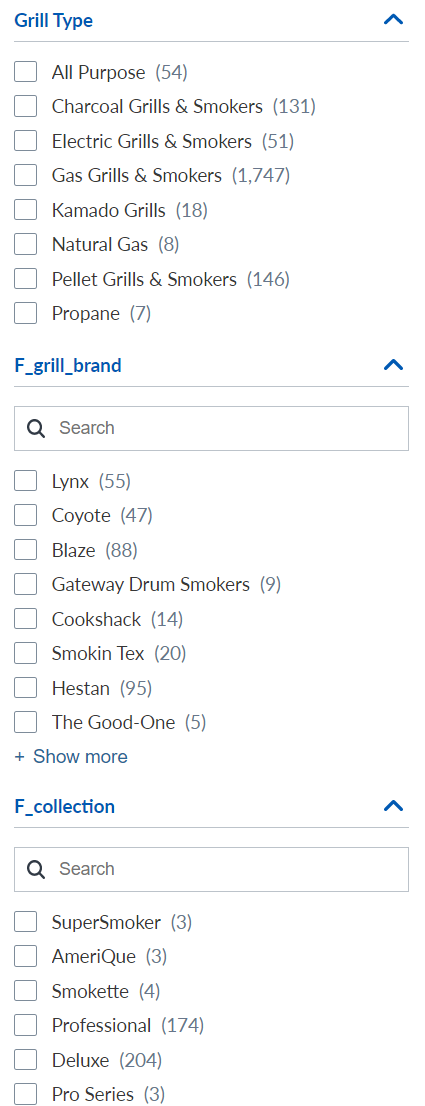 Grill Type
All Purpose (54)
Charcoal Grills & Smokers (131)
Electric Grills & Smokers (51)
Gas Grills & Smokers (1,747)
Kamado Grills (18)
Natural Gas (8)
Pellet Grills & Smokers (146)
Propane (7)
F_grill_brand
Search
Lynx (55)
Coyote (47)
Blaze (88)
Gateway Drum Smokers (9)
Cookshack (14)
Smokin Tex (20)
Hestan (95)
The Good-One (5)
+ Show more
F_collection
Search
SuperSmoker (3)
AmeriQue (3)
Smokette (4)
Professional (174)
Deluxe (204)
Pro Series (3)